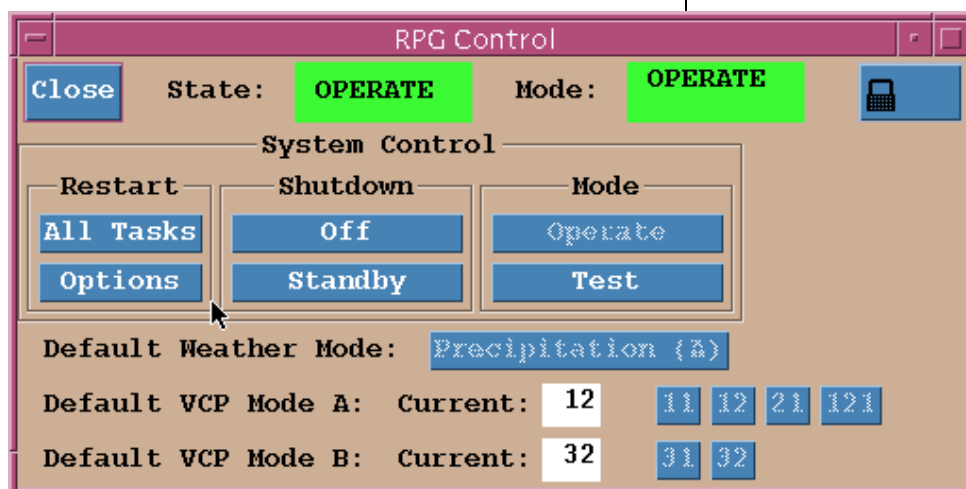 RPG Control
Close State: OPERATE Mode: OPERATE
System Control
Restart Shutdown Mode
All Tasks Off Operate
Options Standby Test
Default Weather Mode: Precipitation (A)
Default VCP Mode A: Current: 12 11 12 21 121
Default VCP Mode B: Current: 32 31 32